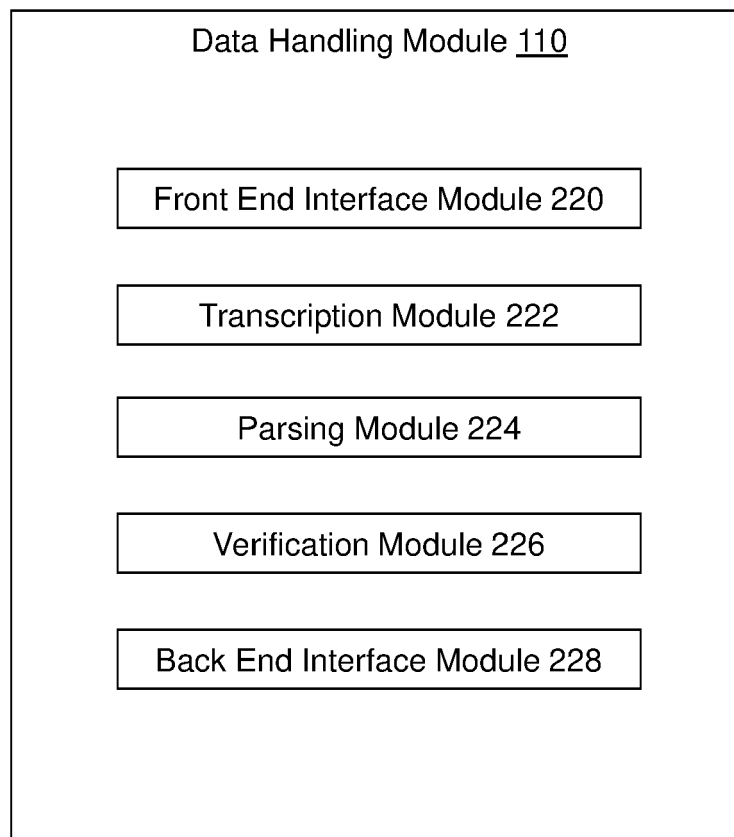 Data Handling Module 110
Front End Interface Module 220
Transcription Module 222
Parsing Module 224
Verification Module 226
Back End Interface Module 228